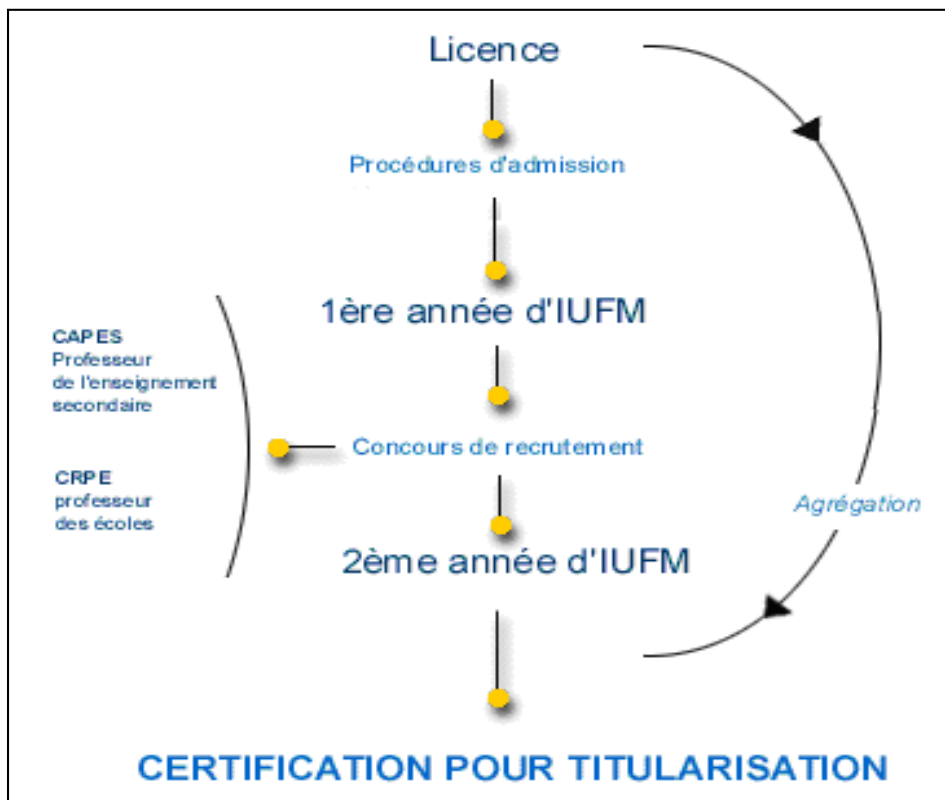 Licence
Procédures d'admission
1ère année d'IUFM
CAPES
Professeur
de l'enseignement
secondaire
Concours de recrutement
CRPE
professeur
des écoles
Agrégation
2ème année d'IUFM
CERTIFICATION POUR TITULARISATION